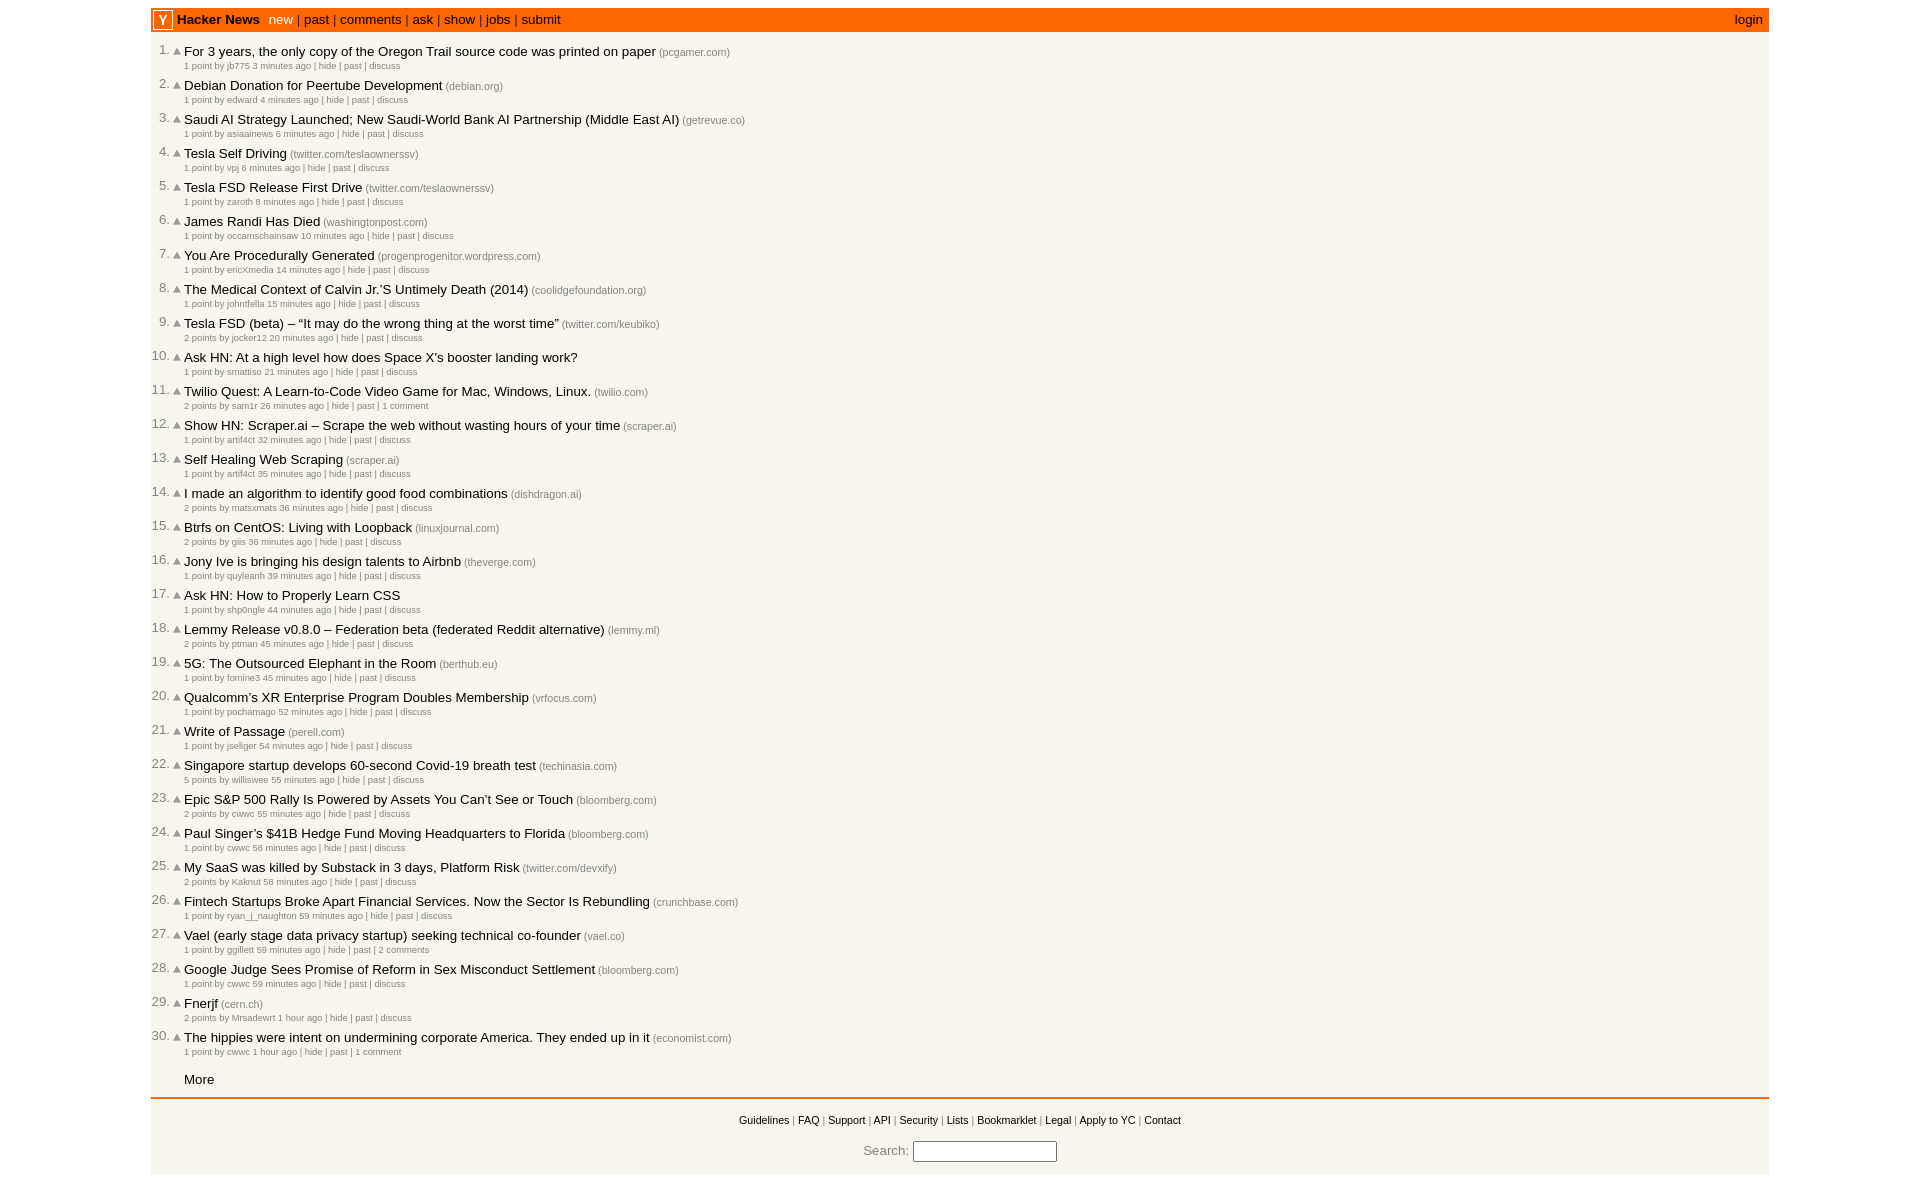 Y Hacker News new | past | comments | ask | show | jobs | submit login
1. For 3 years, the only copy of the Oregon Trail source code was printed on paper (pcgamer.com)
1 point by jb775 3 minutes ago | hide | past | discuss
2. Debian Donation for Peertube Development (debian.org)
1 point by edward 4 minutes ago | hide | past | discuss
3. Saudi AI Strategy Launched; New Saudi-World Bank AI Partnership (Middle East AI) (getrevue.co)
1 point by asiaainews 6 minutes ago | hide | past | discuss
4. Tesla Self Driving (twitter.com/teslaownerssv)
1 point by vpj 6 minutes ago | hide | past | discuss
5. Tesla FSD Release First Drive (twitter.com/teslaownerssv)
1 point by zaroth 8 minutes ago | hide | past | discuss
6. James Randi Has Died (washingtonpost.com)
1 point by occamschainsaw 10 minutes ago | hide | past | discuss
7. You Are Procedurally Generated (progenprogenitor.wordpress.com)
1 point by ericXmedia 14 minutes ago | hide | past | discuss
8. The Medical Context of Calvin Jr.’S Untimely Death (2014) (coolidgefoundation.org)
1 point by johntfella 15 minutes ago | hide | past | discuss
9. Tesla FSD (beta) – “It may do the wrong thing at the worst time” (twitter.com/keubiko)
2 points by jocker12 20 minutes ago | hide | past | discuss
10. Ask HN: At a high level how does Space X's booster landing work?
1 point by smattiso 21 minutes ago | hide | past | discuss
11. Twilio Quest: A Learn-to-Code Video Game for Mac, Windows, Linux. (twilio.com)
2 points by sam1r 26 minutes ago | hide | past | 1 comment
12. Show HN: Scraper.ai – Scrape the web without wasting hours of your time (scraper.ai)
1 point by artif4ct 32 minutes ago | hide | past | discuss
13. Self Healing Web Scraping (scraper.ai)
1 point by artif4ct 35 minutes ago | hide | past | discuss
14. I made an algorithm to identify good food combinations (dishdragon.ai)
2 points by matsxmats 36 minutes ago | hide | past | discuss
15. Btrfs on CentOS: Living with Loopback (linuxjournal.com)
2 points by giis 36 minutes ago | hide | past | discuss
16. Jony Ive is bringing his design talents to Airbnb (theverge.com)
1 point by quyleanh 39 minutes ago | hide | past | discuss
17. Ask HN: How to Properly Learn CSS
1 point by shp0ngle 44 minutes ago | hide | past | discuss
18. Lemmy Release v0.8.0 – Federation beta (federated Reddit alternative) (lemmy.ml)
2 points by ptman 45 minutes ago | hide | past | discuss
19. 5G: The Outsourced Elephant in the Room (berthub.eu)
1 point by fomine3 45 minutes ago | hide | past | discuss
20. Qualcomm’s XR Enterprise Program Doubles Membership (vrfocus.com)
1 point by pochamago 52 minutes ago | hide | past | discuss
21. Write of Passage (perell.com)
1 point by jseliger 54 minutes ago | hide | past | discuss
22. Singapore startup develops 60-second Covid-19 breath test (techinasia.com)
5 points by williswee 55 minutes ago | hide | past | discuss
23. Epic S&P 500 Rally Is Powered by Assets You Can’t See or Touch (bloomberg.com)
2 points by cwwc 55 minutes ago | hide | past | discuss
24. Paul Singer’s $41B Hedge Fund Moving Headquarters to Florida (bloomberg.com)
1 point by cwwc 56 minutes ago | hide | past | discuss
25. My SaaS was killed by Substack in 3 days, Platform Risk (twitter.com/devxify)
2 points by Kaknut 58 minutes ago | hide | past | discuss
26. Fintech Startups Broke Apart Financial Services. Now the Sector Is Rebundling (crunchbase.com)
1 point by ryan_j_naughton 59 minutes ago | hide | past | discuss
27. Vael (early stage data privacy startup) seeking technical co-founder (vael.co)
1 point by ggillett 59 minutes ago | hide | past | 2 comments
28. Google Judge Sees Promise of Reform in Sex Misconduct Settlement (bloomberg.com)
1 point by cwwc 59 minutes ago | hide | past | discuss
29. Fnerjf (cern.ch)
2 points by Mrsadewrt 1 hour ago | hide | past | discuss
30. The hippies were intent on undermining corporate America. They ended up in it (economist.com)
1 point by cwwc 1 hour ago | hide | past | 1 comment
More
Guidelines | FAQ | Support | API | Security | Lists | Bookmarklet | Legal | Apply to YC | Contact
Search: